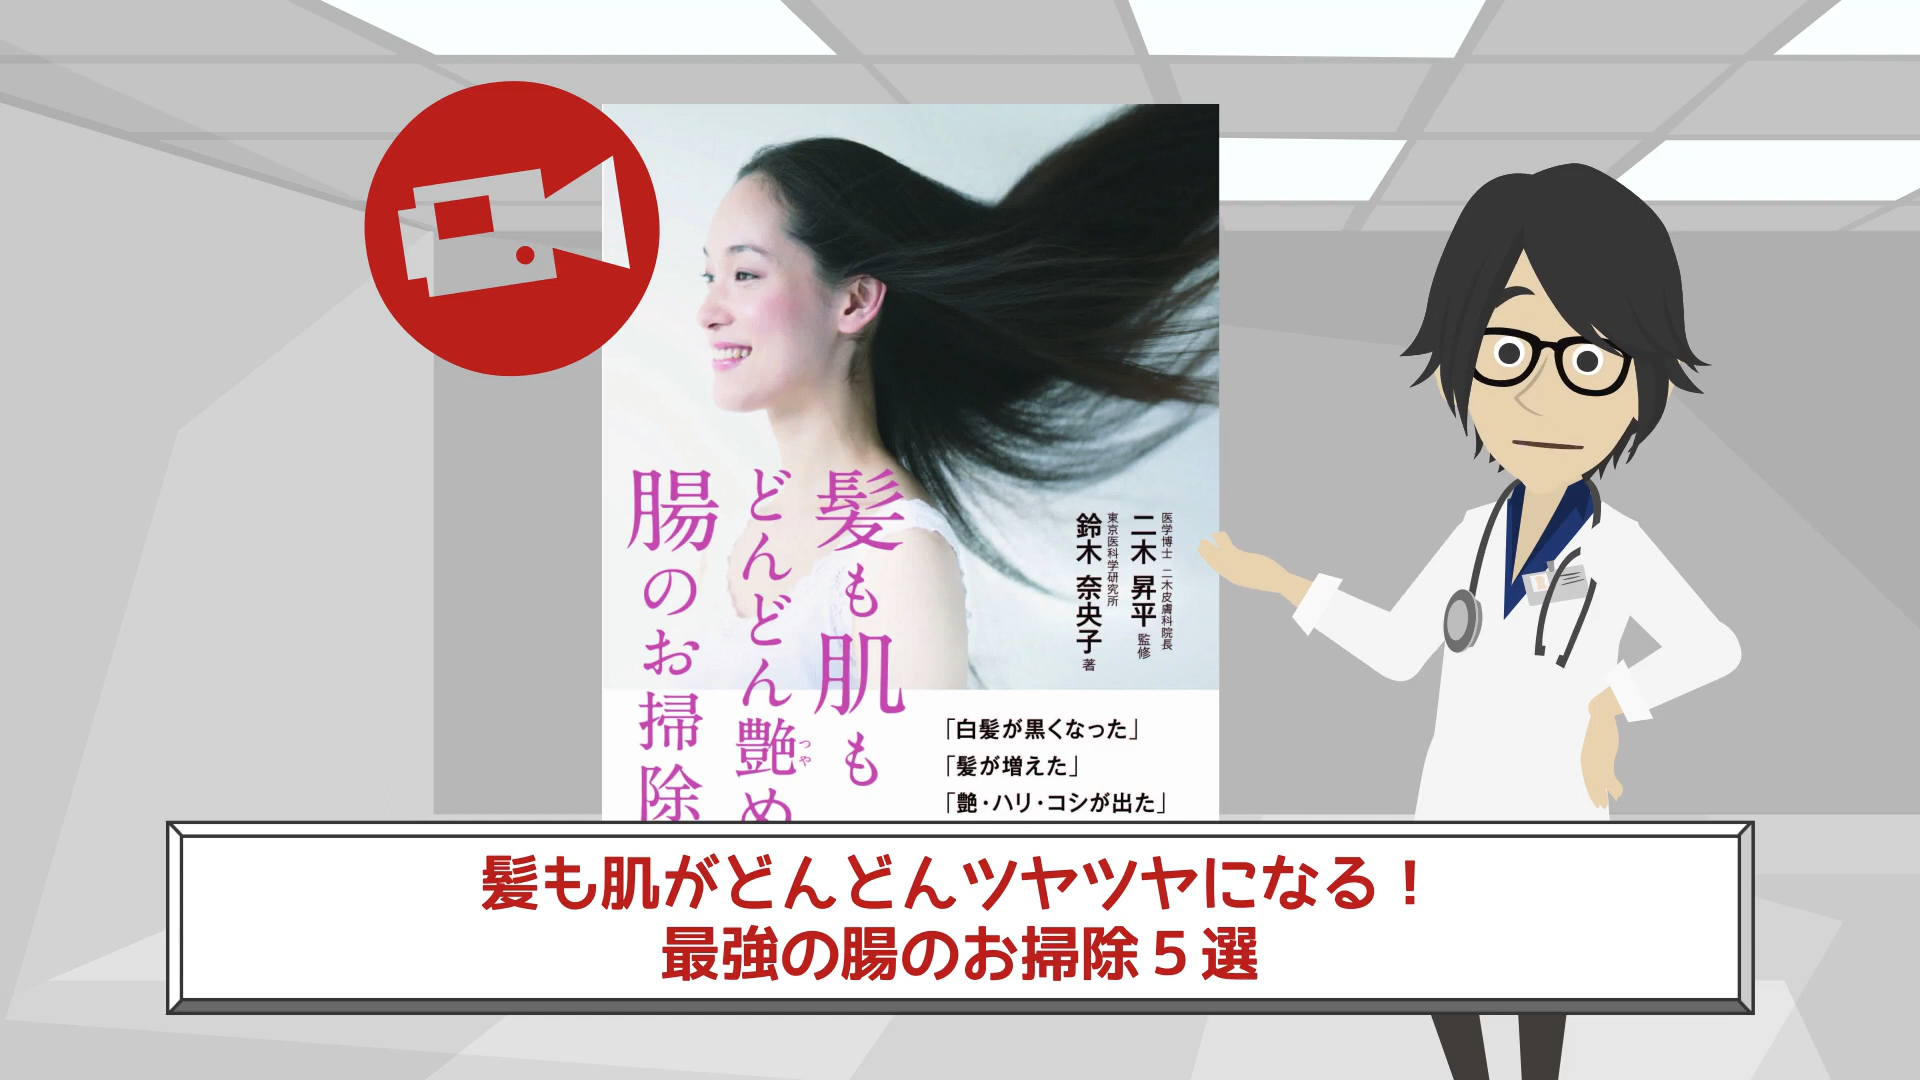 髪も肌も
どんどん艶め
つや
腸のお掃除
医学博士 二木皮膚科院長
二木 昇平 監修
東京医科学研究所
鈴木 奈央子 著
「白髪が黒くなった」
「髪が増えた」
「艶・ハリ・コシが出た」
髪も肌がどんどんツヤツヤになる！
最強の腸のお掃除５選